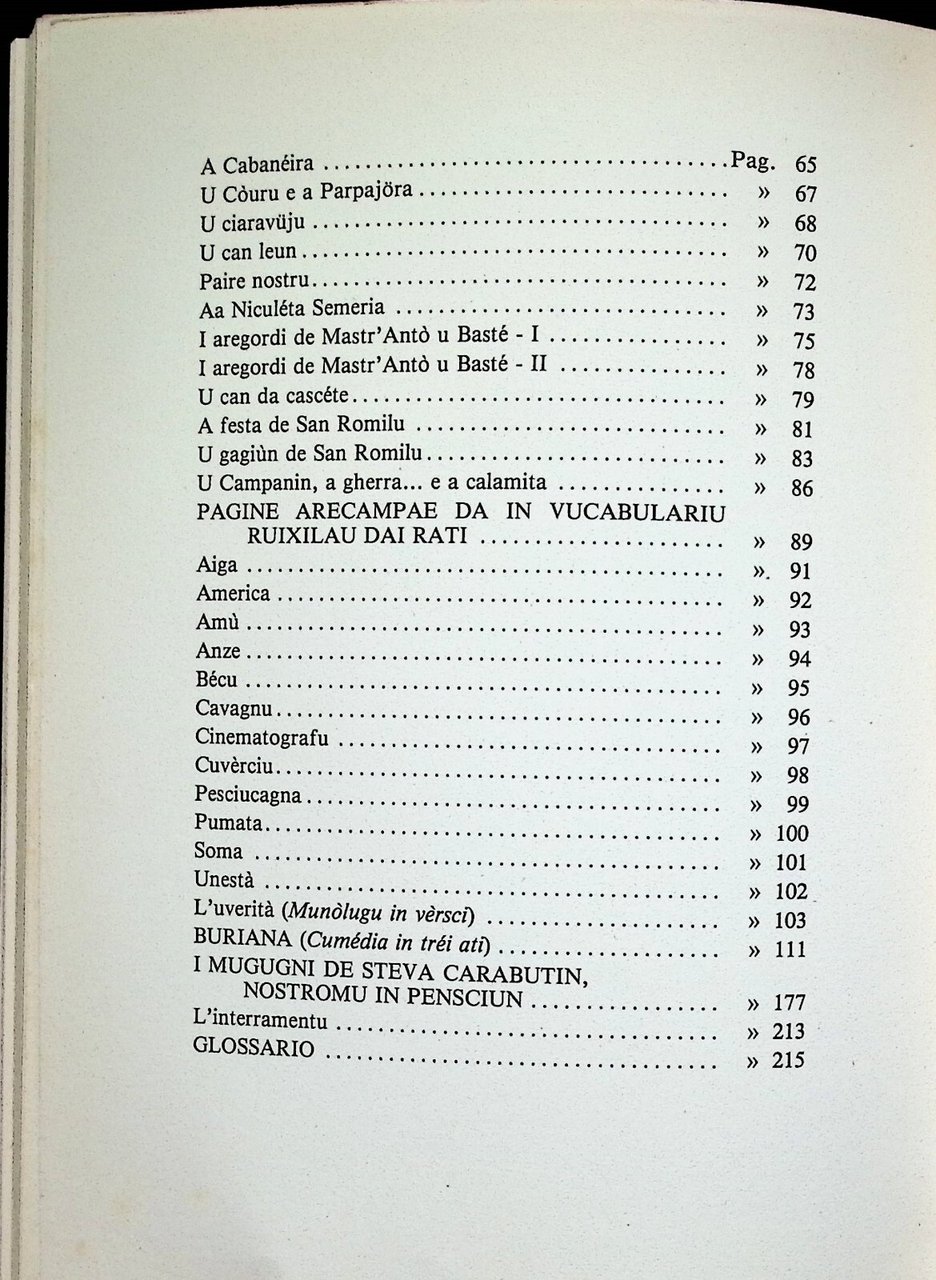 A Cabanéira ........................................ Pag. 65
U Còuru e a Parpajöra .............................. » 67
U ciaravüju ........................................ » 68
U can leun ......................................... » 70
Paire nostru ....................................... » 72
Aa Niculéta Semeria ................................ » 73
I aregordi de Mastr'Antò u Basté - I ................. » 75
I aregordi de Mastr'Antò u Basté - II ................ » 78
U can da cascéte .................................... » 79
A festa de San Romilu .............................. » 81
U gagiùn de San Romilu ............................. » 83
U Campanin, a gherra... e a calamita ................ » 86
PAGINE ARECAMPAE DA IN VUCABULARIU
RUIXILAU DAI RATI ........................ » 89
Aiga .............................................. ». 91
America ........................................... » 92
Amù ............................................... » 93
Anze .............................................. » 94
Bécu .............................................. » 95
Cavagnu ........................................... » 96
Cinematografu ..................................... » 97
Cuvèrciu .......................................... » 98
Pesciucagna ....................................... » 99
Pumata ............................................ » 100
Soma .............................................. » 101
Unestà ............................................ » 102
L'uverità (Munòlugu in vèrsci) ....................... » 103
BURIANA (Cumédia in tréi ati) ...................... » 111
I MUGUGNI DE STEVA CARABUTIN,
NOSTROMU IN PENSCIUN ................... » 177
L'interramentu .................................... » 213
GLOSSARIO ......................................... » 215